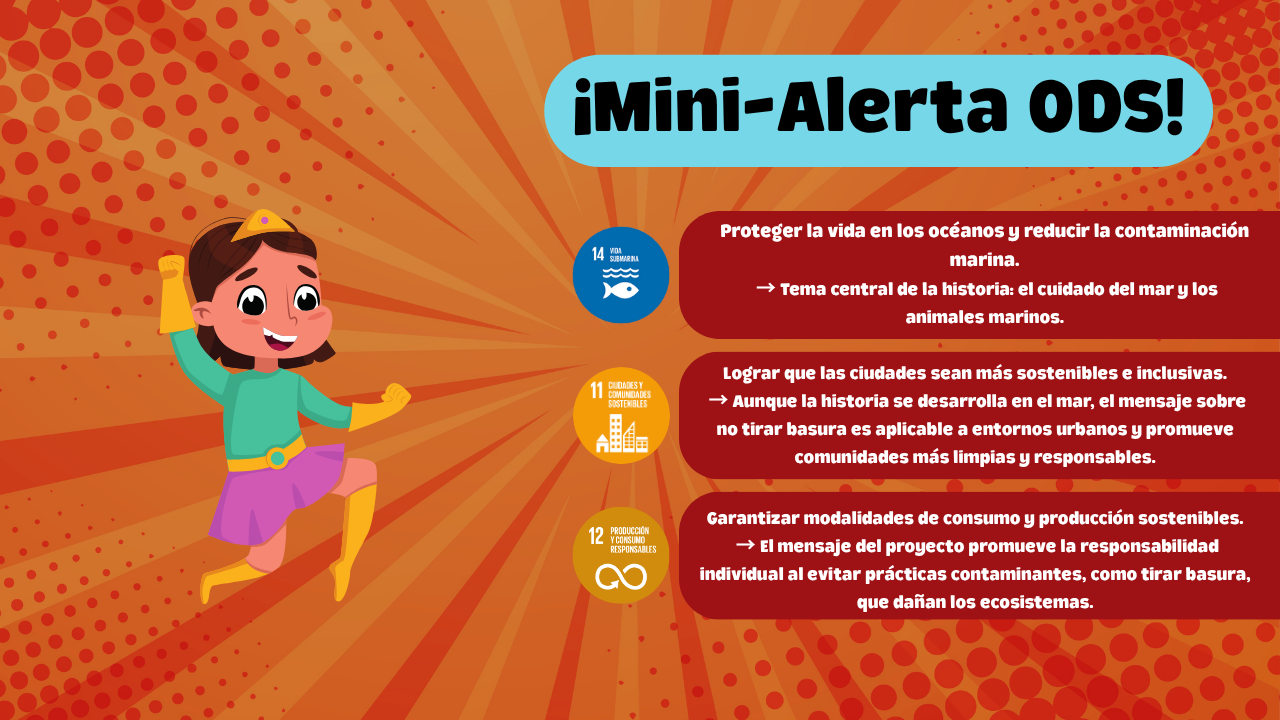 ¡Mini-Alerta ODS!
14 VIDA
SUBMARINA
Proteger la vida en los océanos y reducir la contaminación
marina.
→ Tema central de la historia: el cuidado del mar y los
animales marinos.
11 CIUDADES Y
COMUNIDADES
SOSTENIBLES
Lograr que las ciudades sean más sostenibles e inclusivas.
→ Aunque la historia se desarrolla en el mar, el mensaje sobre
no tirar basura es aplicable a entornos urbanos y promueve
comunidades más limpias y responsables.
12 PRODUCCIÓN
Y CONSUMO
RESPONSABLES
Garantizar modalidades de consumo y producción sostenibles.
→ El mensaje del proyecto promueve la responsabilidad
individual al evitar prácticas contaminantes, como tirar basura,
que dañan los ecosistemas.